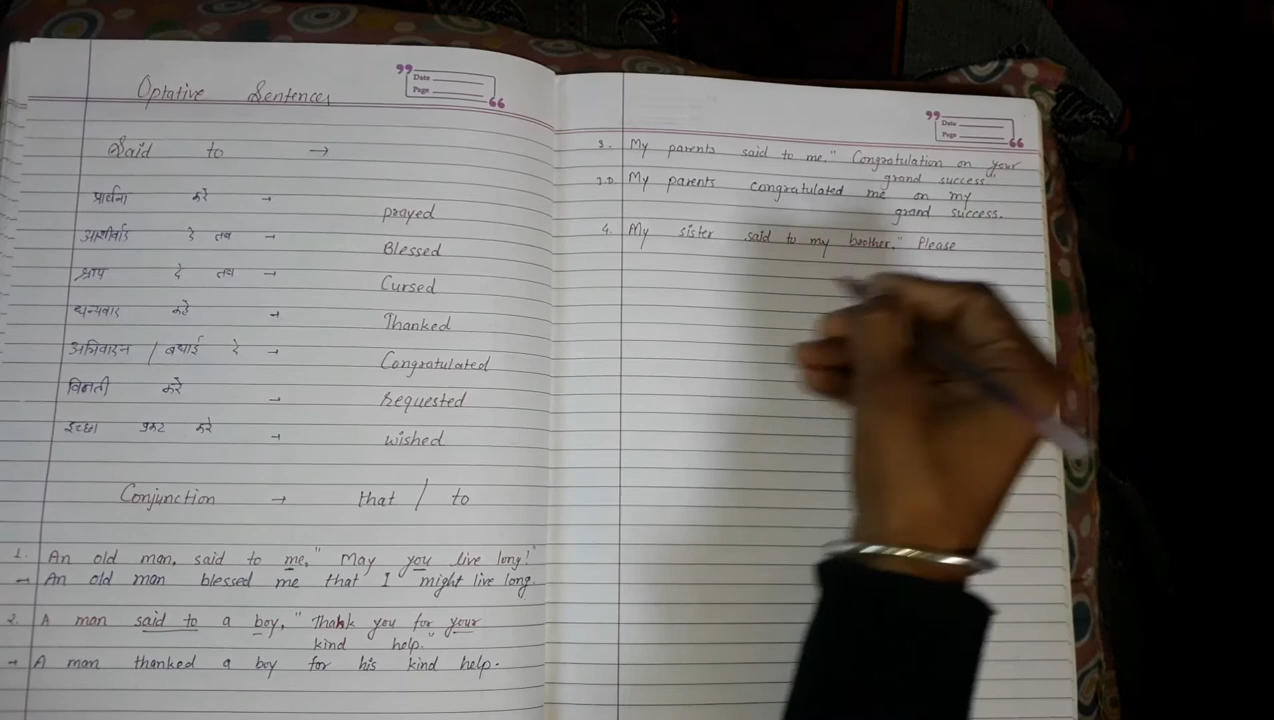 Optative Sentences
Date
Page
Said to →
प्रार्थना करे → prayed
आशीर्वाद दे तब → Blessed
श्राप दे तब → Cursed
धन्यवाद कहे → Thanked
अभिवादन / बधाई दे → Congratulated
विनती करे → requested
इच्छा प्रकट करे → wished
Conjunction → that / to
1. An old man, said to me," May you live long!"
→ An old man blessed me that I might live long.
2. A man said to a boy, " Thank you for your
kind help."
→ A man thanked a boy for his kind help.
Date
Page
3. My parents said to me," Congratulation on your
grand success"
I.D. My parents congratulated me on my
grand success.
4. My sister said to my brother," Please